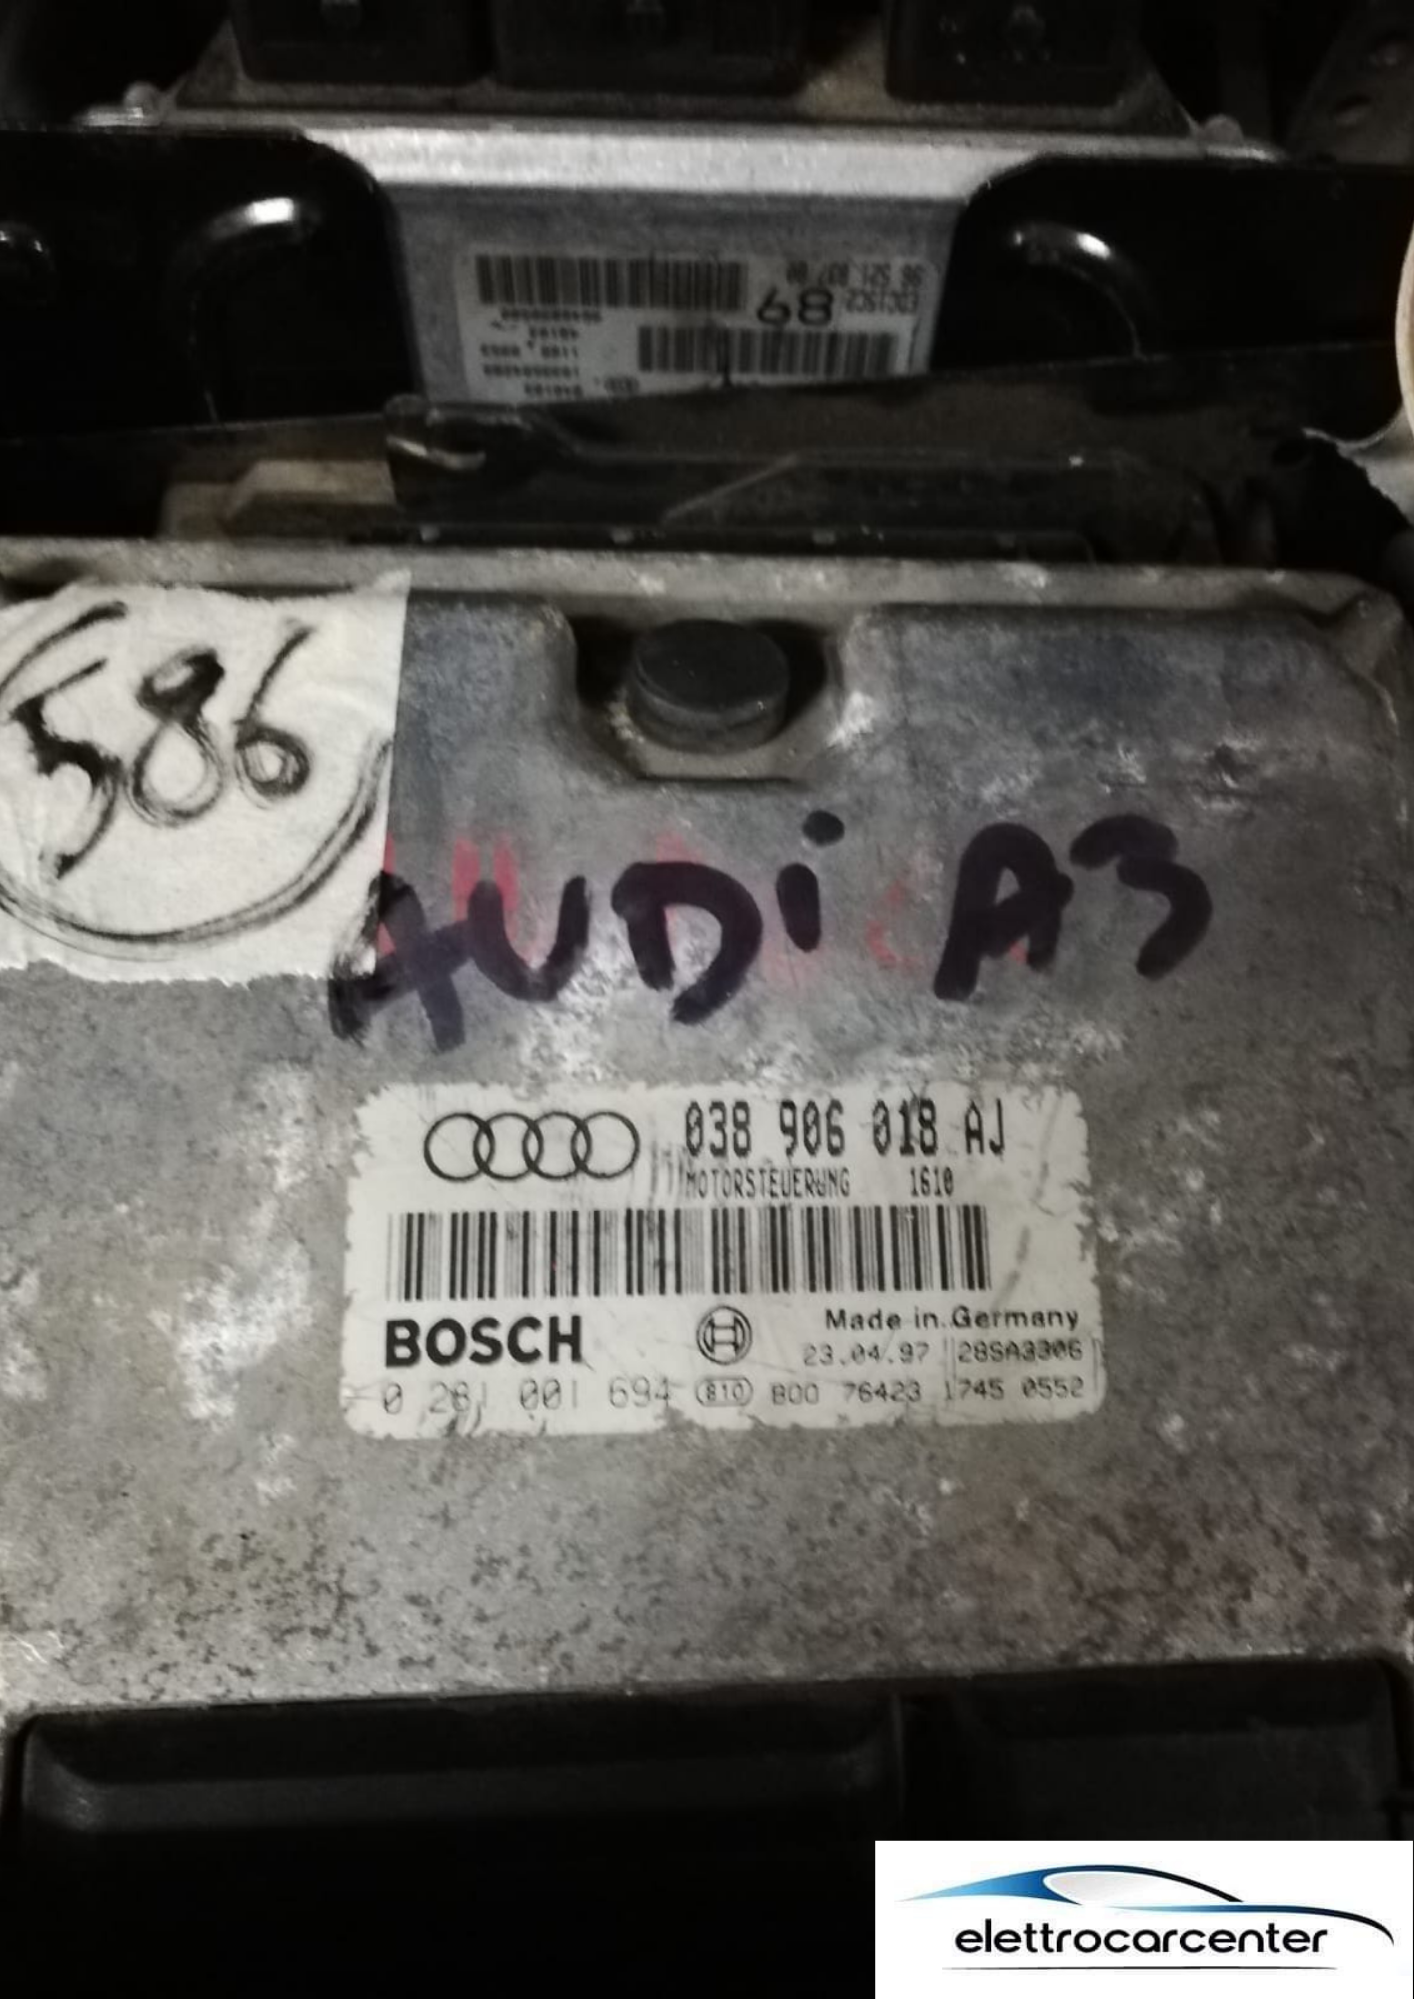 68
586
AUDi A3
038 906 018 AJ
MOTORSTEUERUNG 1610
BOSCH
Made in Germany
23.04.97 28SA3306
0 281 001 694 810 B00 76423 1745 0552
elettrocarcenter